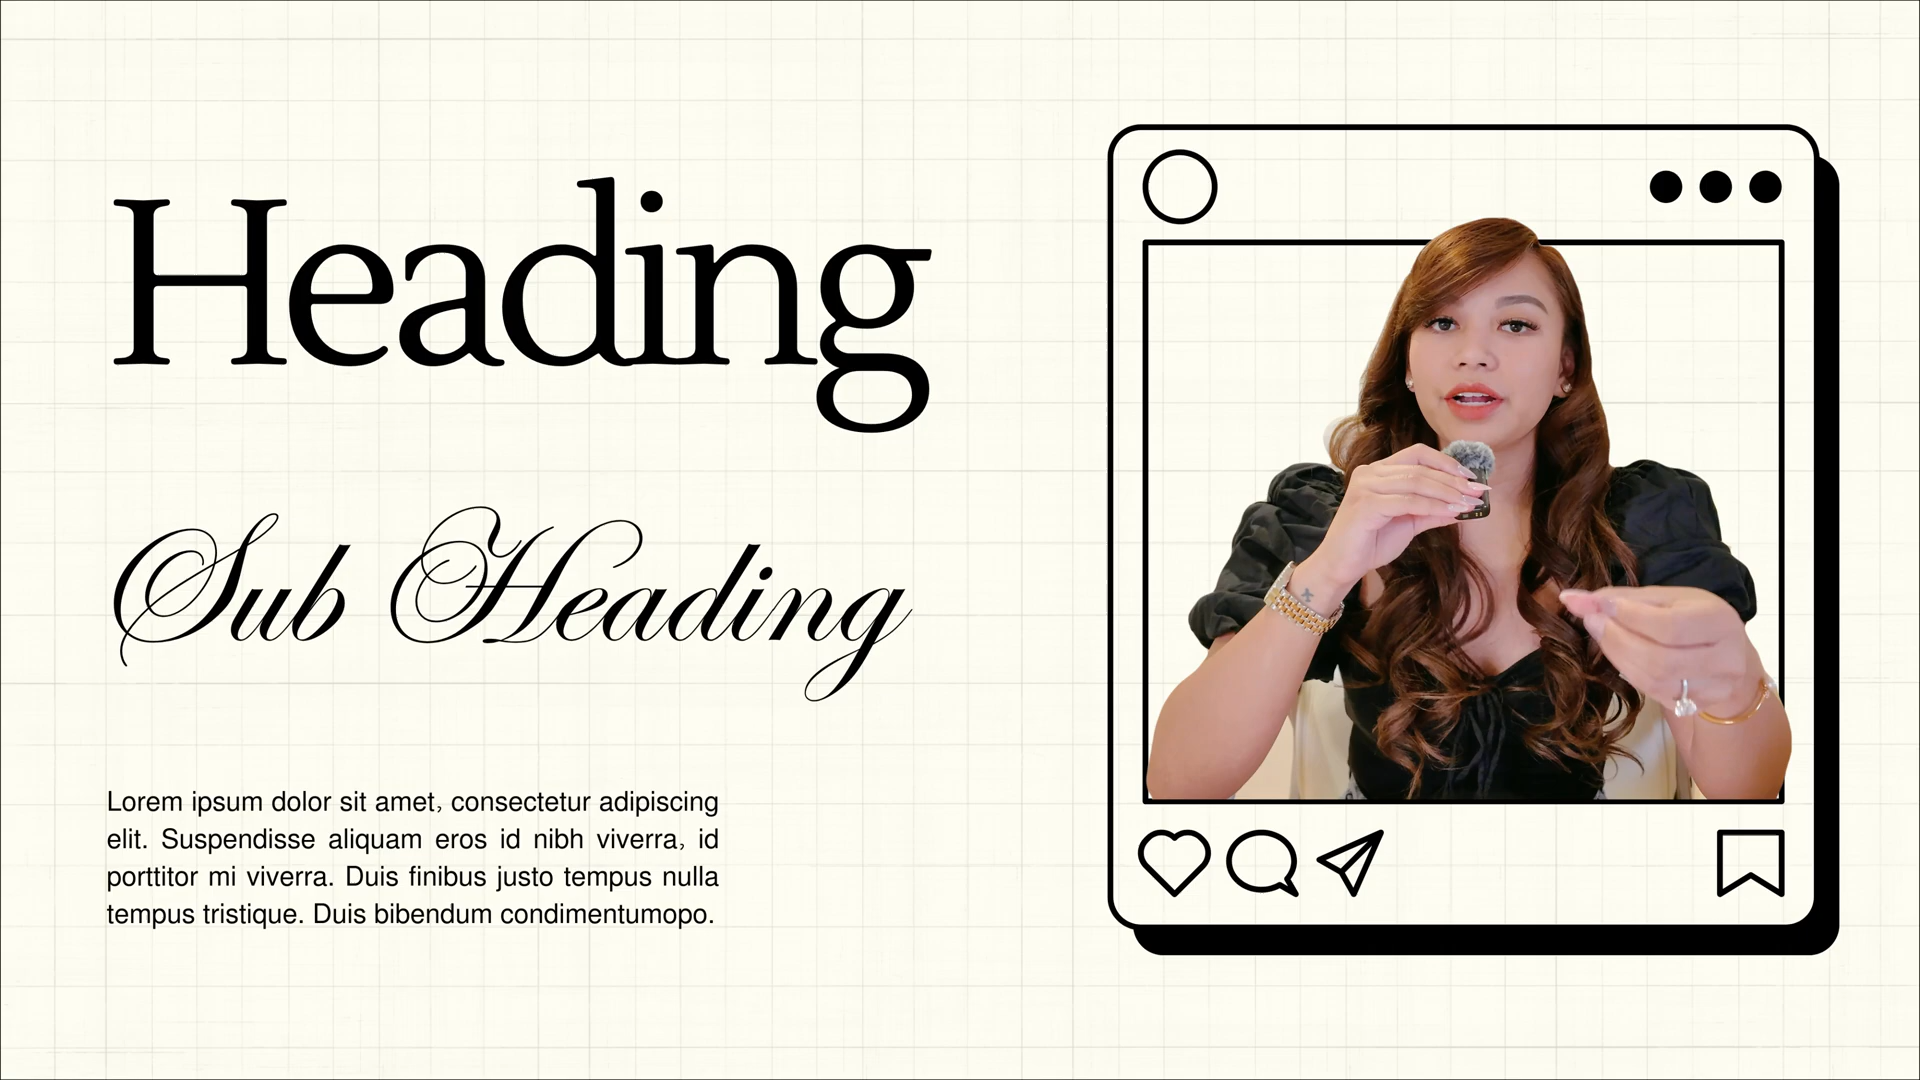 Heading
Sub Heading
Lorem ipsum dolor sit amet, consectetur adipiscing
elit. Suspendisse aliquam eros id nibh viverra, id
porttitor mi viverra. Duis finibus justo tempus nulla
tempus tristique. Duis bibendum condimentumopo.